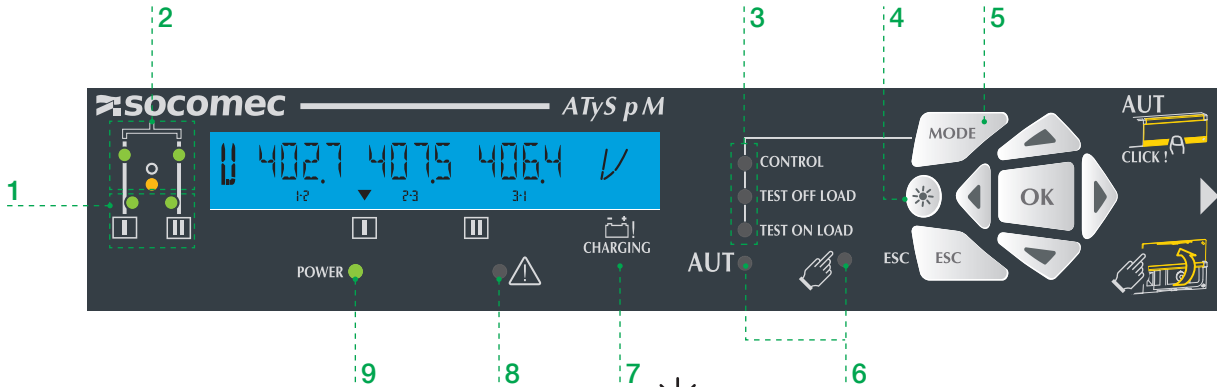 2 3 4 5
socomec ATyS p M
AUT
MODE
U 402.7 407.5 406.4 V
1-2 2-3 3-1
CONTROL
CLICK !
1
TEST OFF LOAD
OK
I II
TEST ON LOAD
I II
CHARGING
POWER
AUT
ESC ESC
9 8 7 6